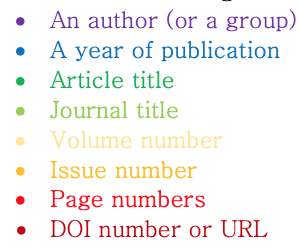 • An author (or a group)
• A year of publication
• Article title
• Journal title
• Volume number
• Issue number
• Page numbers
• DOI number or URL